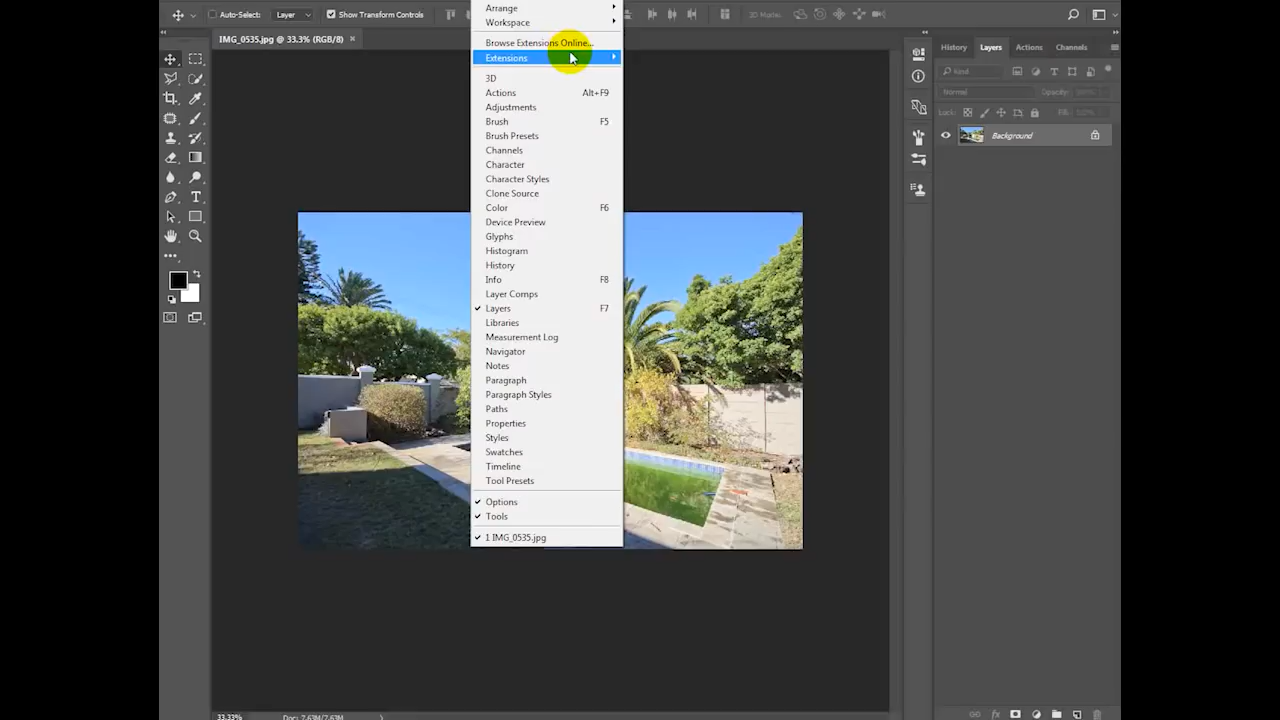 Auto-Select: Layer Show Transform Controls 3D Mode:
IMG_0535.jpg @ 33.3% (RGB/8) ×
Arrange
Workspace
Browse Extensions Online...
Extensions
3D
Actions Alt+F9
Adjustments
Brush F5
Brush Presets
Channels
Character
Character Styles
Clone Source
Color F6
Device Preview
Glyphs
Histogram
History
Info F8
Layer Comps
Layers F7
Libraries
Measurement Log
Navigator
Notes
Paragraph
Paragraph Styles
Paths
Properties
Styles
Swatches
Timeline
Tool Presets
Options
Tools
1 IMG_0535.jpg
History Layers Actions Channels
Kind
Normal Opacity:
Lock: Fill:
Background
33.33% Doc: 7.63M/7.63M